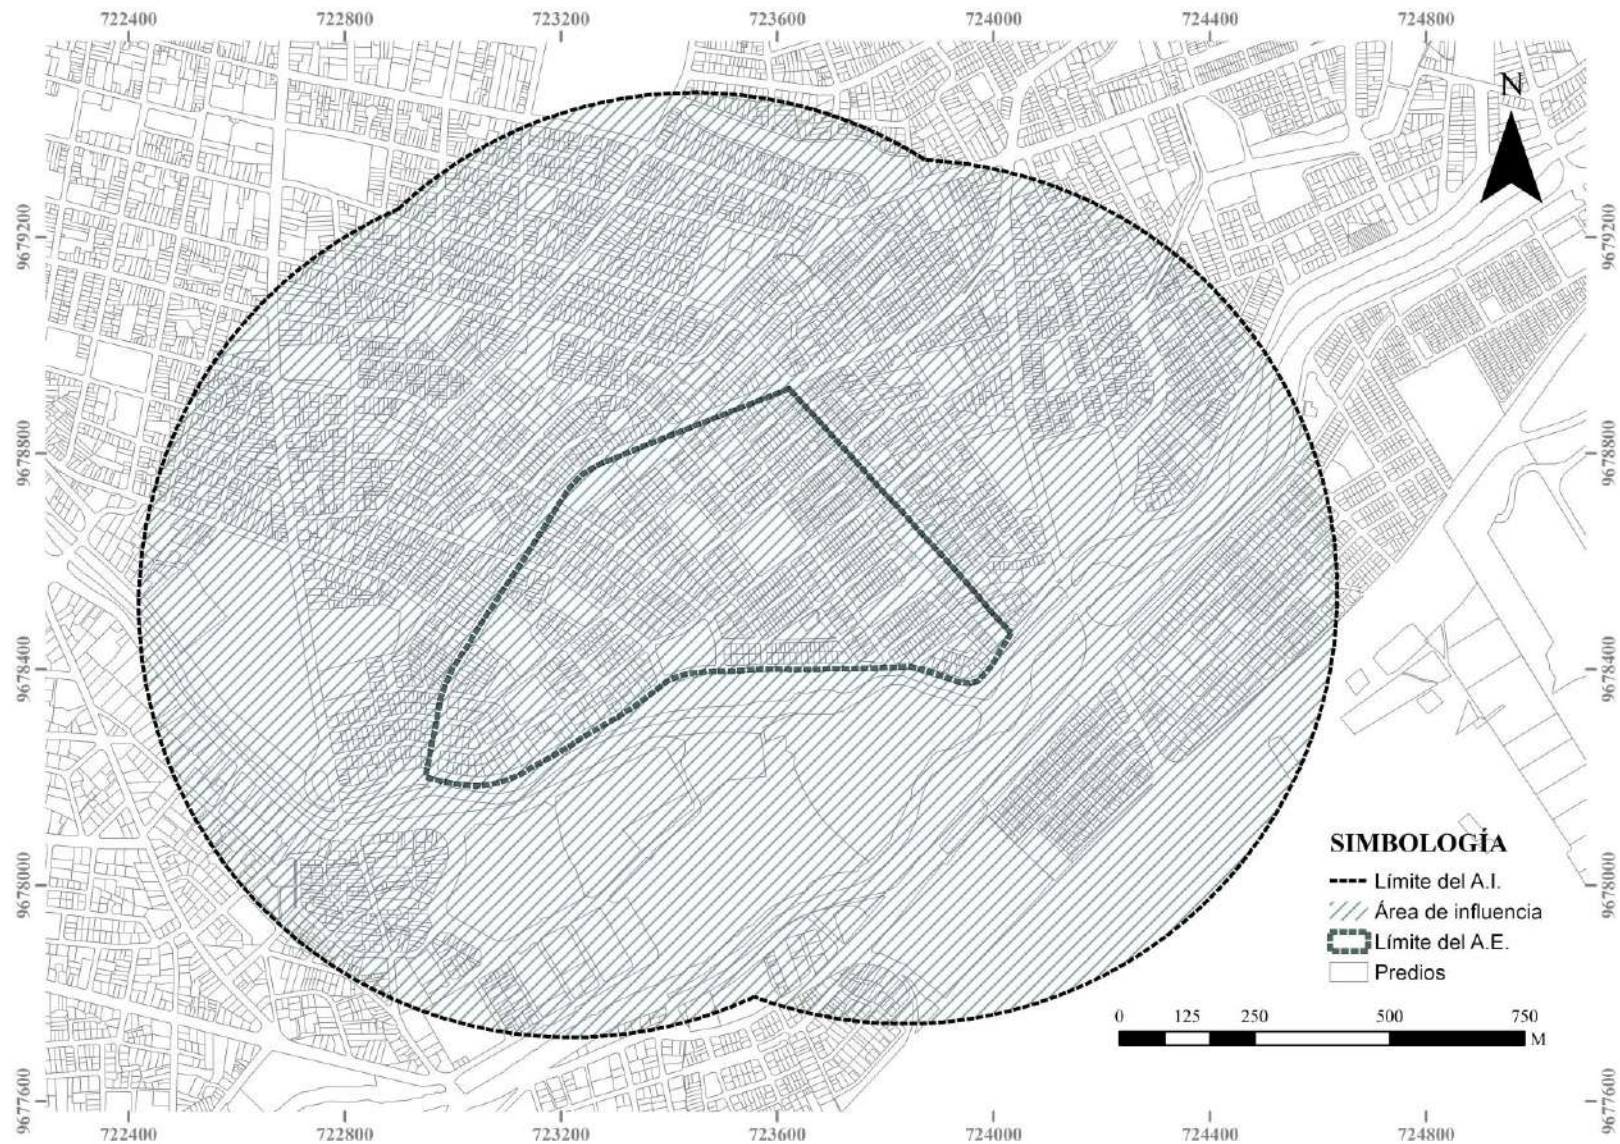 722400 722800 723200 723600 724000 724400 724800
N
9679200 9679200
9678800 9678800
9678400 9678400
9678000 9678000
9677600 9677600
SIMBOLOGÍA
Límite del A.I.
Área de influencia
Límite del A.E.
Predios
0 125 250 500 750
M
722400 722800 723200 723600 724000 724400 724800